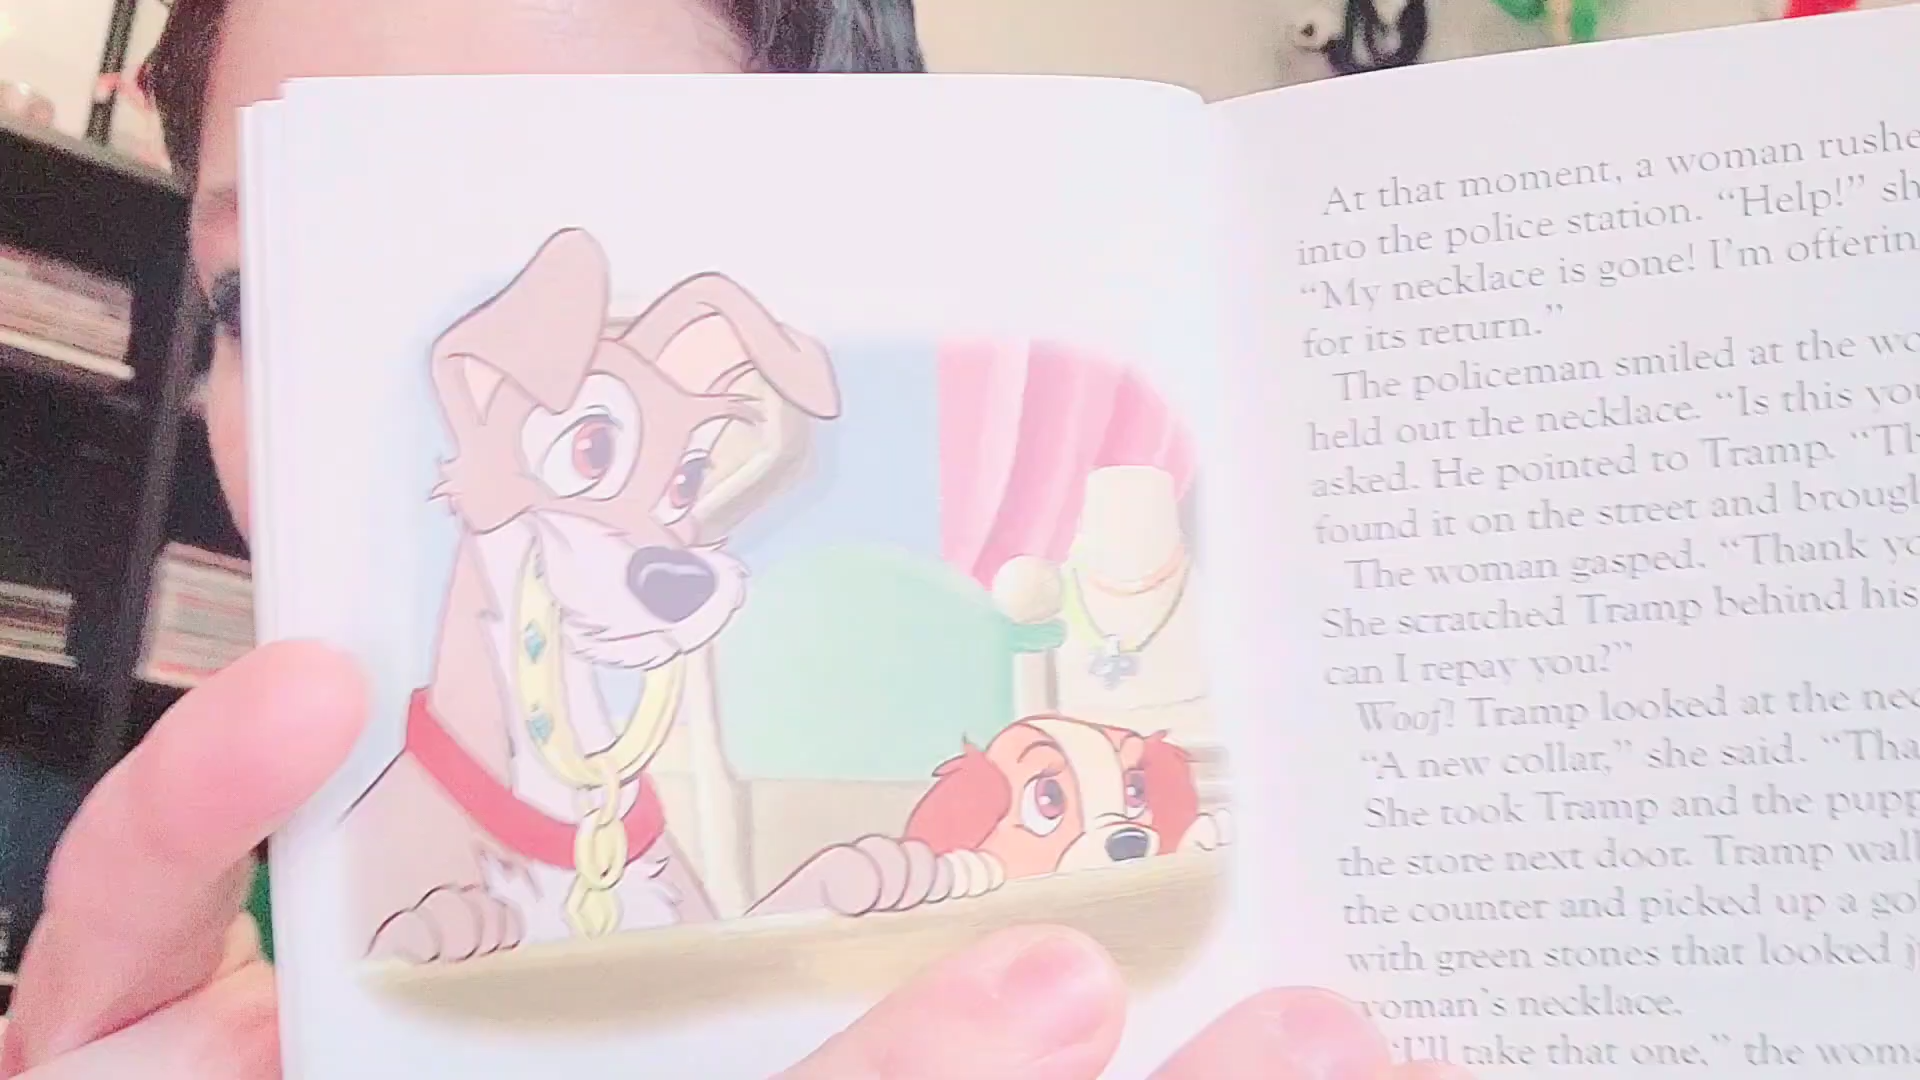 At that moment, a woman rushe
into the police station. “Help!” sh
“My necklace is gone! I’m offerin
for its return.”
The policeman smiled at the wo
held out the necklace. “Is this you
asked. He pointed to Tramp. “Th
found it on the street and brough
The woman gasped. “Thank yo
She scratched Tramp behind his
can I repay you?”
Woof! Tramp looked at the nec
“A new collar,” she said. “Tha
She took Tramp and the pupp
the store next door. Tramp wall
the counter and picked up a go
with green stones that looked j
woman’s necklace.
“I’ll take that one,” the woma